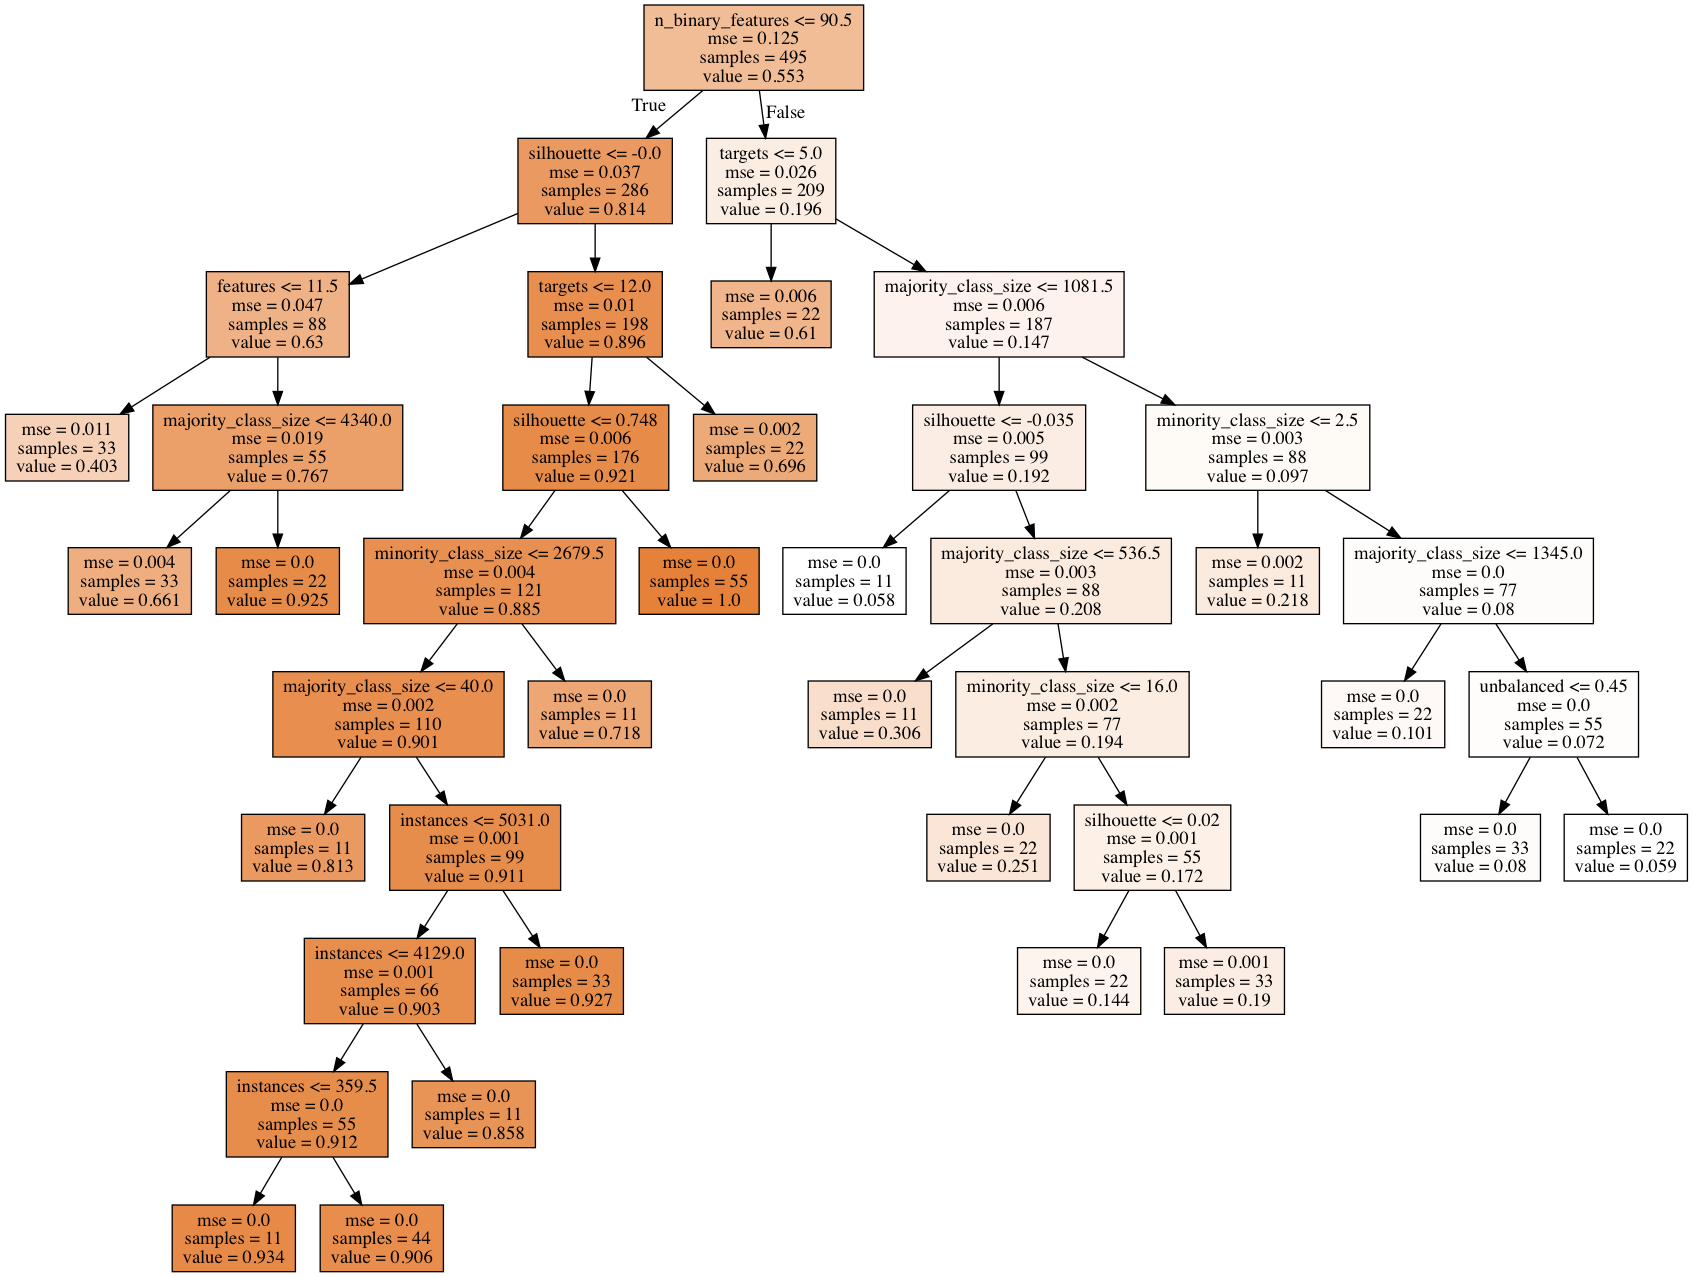 n_binary_features <= 90.5
mse = 0.125
samples = 495
value = 0.553
True
False
silhouette <= -0.0
mse = 0.037
samples = 286
value = 0.814
targets <= 5.0
mse = 0.026
samples = 209
value = 0.196
features <= 11.5
mse = 0.047
samples = 88
value = 0.63
targets <= 12.0
mse = 0.01
samples = 198
value = 0.896
mse = 0.006
samples = 22
value = 0.61
majority_class_size <= 1081.5
mse = 0.006
samples = 187
value = 0.147
mse = 0.011
samples = 33
value = 0.403
majority_class_size <= 4340.0
mse = 0.019
samples = 55
value = 0.767
silhouette <= 0.748
mse = 0.006
samples = 176
value = 0.921
mse = 0.002
samples = 22
value = 0.696
silhouette <= -0.035
mse = 0.005
samples = 99
value = 0.192
minority_class_size <= 2.5
mse = 0.003
samples = 88
value = 0.097
mse = 0.004
samples = 33
value = 0.661
mse = 0.0
samples = 22
value = 0.925
minority_class_size <= 2679.5
mse = 0.004
samples = 121
value = 0.885
mse = 0.0
samples = 55
value = 1.0
mse = 0.0
samples = 11
value = 0.058
majority_class_size <= 536.5
mse = 0.003
samples = 88
value = 0.208
mse = 0.002
samples = 11
value = 0.218
majority_class_size <= 1345.0
mse = 0.0
samples = 77
value = 0.08
majority_class_size <= 40.0
mse = 0.002
samples = 110
value = 0.901
mse = 0.0
samples = 11
value = 0.718
mse = 0.0
samples = 11
value = 0.306
minority_class_size <= 16.0
mse = 0.002
samples = 77
value = 0.194
mse = 0.0
samples = 22
value = 0.101
unbalanced <= 0.45
mse = 0.0
samples = 55
value = 0.072
mse = 0.0
samples = 11
value = 0.813
instances <= 5031.0
mse = 0.001
samples = 99
value = 0.911
mse = 0.0
samples = 22
value = 0.251
silhouette <= 0.02
mse = 0.001
samples = 55
value = 0.172
mse = 0.0
samples = 33
value = 0.08
mse = 0.0
samples = 22
value = 0.059
instances <= 4129.0
mse = 0.001
samples = 66
value = 0.903
mse = 0.0
samples = 33
value = 0.927
mse = 0.0
samples = 22
value = 0.144
mse = 0.001
samples = 33
value = 0.19
instances <= 359.5
mse = 0.0
samples = 55
value = 0.912
mse = 0.0
samples = 11
value = 0.858
mse = 0.0
samples = 11
value = 0.934
mse = 0.0
samples = 44
value = 0.906